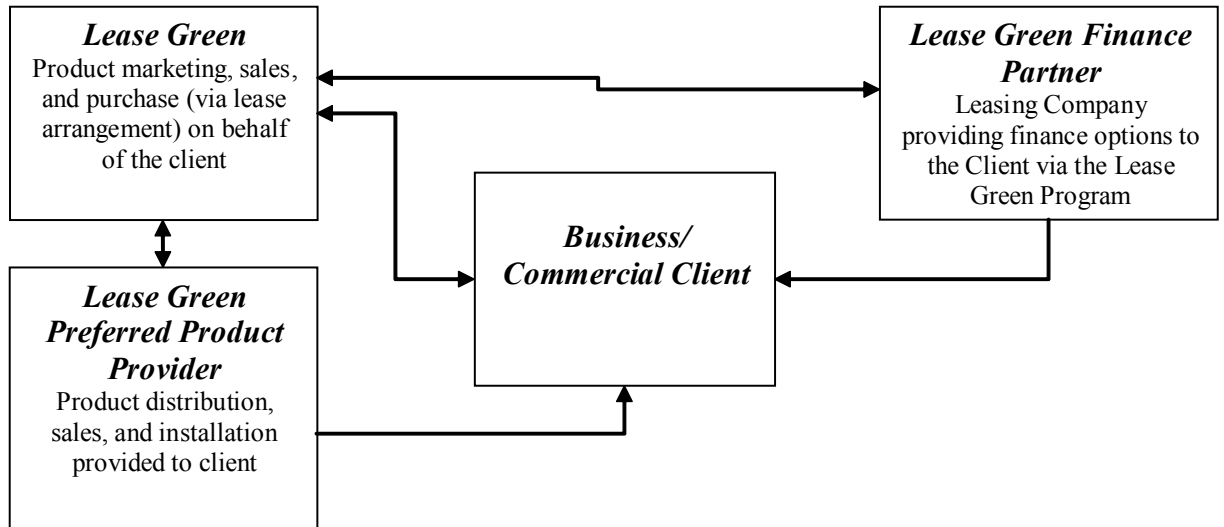 Lease Green
Product marketing, sales,
and purchase (via lease
arrangement) on behalf
of the client
Lease Green Finance
Partner
Leasing Company
providing finance options to
the Client via the Lease
Green Program
Business/
Commercial Client
Lease Green
Preferred Product
Provider
Product distribution,
sales, and installation
provided to client